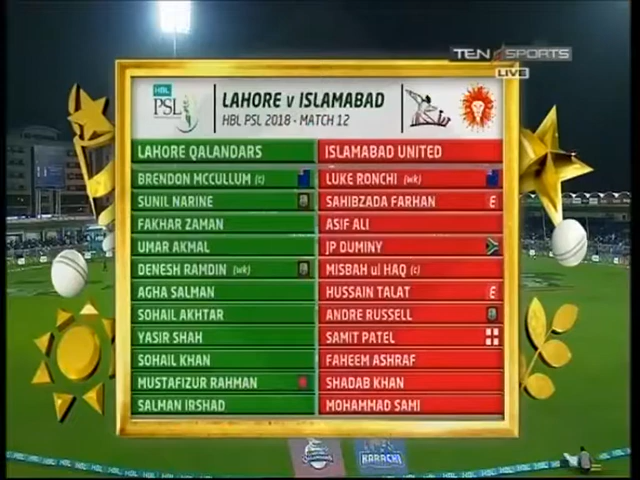 TEN SPORTS
LIVE
HBL
PSL
LAHORE v ISLAMABAD
HBL PSL 2018 - MATCH 12
LAHORE QALANDARS
ISLAMABAD UNITED
BRENDON MCCULLUM (c)
LUKE RONCHI (wk)
SUNIL NARINE
SAHIBZADA FARHAN E
FAKHAR ZAMAN
ASIF ALI
UMAR AKMAL
JP DUMINY
DENESH RAMDIN (wk)
MISBAH ul HAQ (c)
AGHA SALMAN
HUSSAIN TALAT E
SOHAIL AKHTAR
ANDRE RUSSELL
YASIR SHAH
SAMIT PATEL
SOHAIL KHAN
FAHEEM ASHRAF
MUSTAFIZUR RAHMAN
SHADAB KHAN
SALMAN IRSHAD
MOHAMMAD SAMI
KARACHI